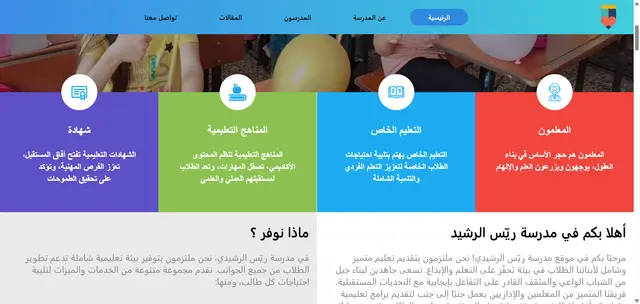 الرئيسية
عن المدرسة
المدرسون
المقالات
تواصل معنا
المعلمون
المعلمون هم حجر الأساس في بناء
العقول، يوجهون ويزرعون العلم والإلهام
التعليم الخاص
التعليم الخاص يهتم بتلبية احتياجات
الطلاب الخاصة لتعزيز التعلم الفردي
والتنمية الشاملة
المناهج التعليمية
المناهج التعليمية تنظم المحتوى
الأكاديمي، تصقل المهارات، وتعد الطلاب
لمستقبلهم العملي والعلمي
شهادة
الشهادات التعليمية تفتح آفاق المستقبل،
تعزز الفرص المهنية، وتؤكد
على تحقيق الطموحات
أهلا بكم في مدرسة ريّس الرشيد
مرحبًا بكم في موقع مدرسة ريّس الرشيدي! نحن ملتزمون بتقديم تعليم متميز
وشامل لأبنائنا الطلاب في بيئة تحفّز على التعلم والإبداع. نسعى جاهدين لبناء جيل
من الشباب الواعي والمثقف القادر على التفاعل بإيجابية مع التحديات المستقبلية.
فريقنا المتميز من المعلمين والإداريين يعمل جنبًا إلى جنب لتقديم برامج تعليمية
ماذا نوفر ؟
في مدرسة ريّس الرشيدي، نحن ملتزمون بتوفير بيئة تعليمية شاملة تدعم تطوير
الطلاب من جميع الجوانب. نقدم مجموعة متنوعة من الخدمات والميزات لتلبية
احتياجات كل طالب، ومنها: